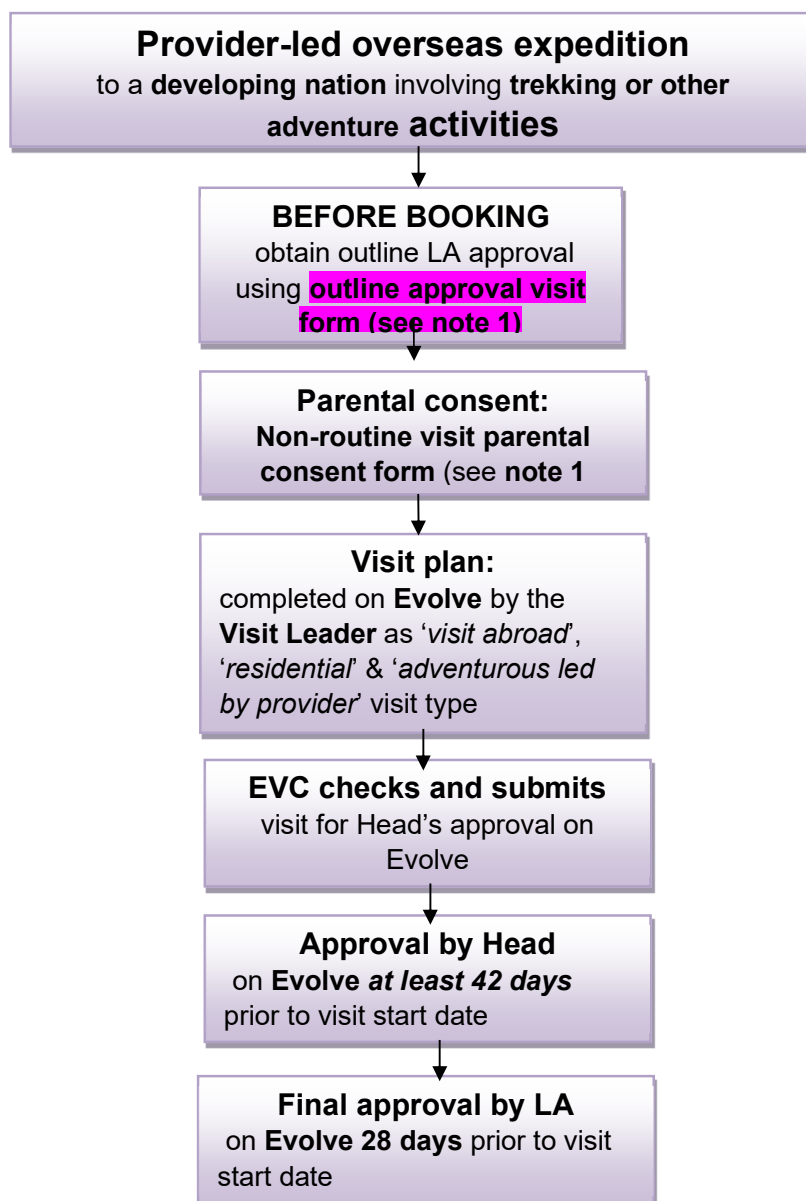 Provider-led overseas expedition
to a developing nation involving trekking or other
adventure activities
BEFORE BOOKING
obtain outline LA approval
using outline approval visit
form (see note 1)
Parental consent:
Non-routine visit parental
consent form (see note 1
Visit plan:
completed on Evolve by the
Visit Leader as ‘visit abroad’,
‘residential’ & ‘adventurous led
by provider’ visit type
EVC checks and submits
visit for Head’s approval on
Evolve
Approval by Head
on Evolve at least 42 days
prior to visit start date
Final approval by LA
on Evolve 28 days prior to visit
start date